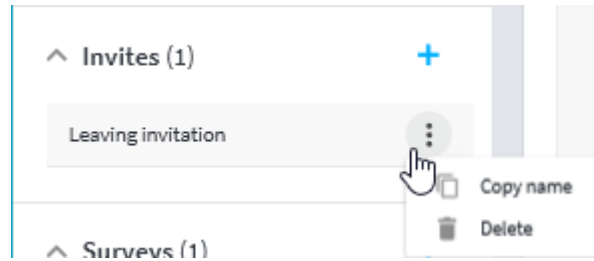 Invites (1)
Leaving invitation
Copy name
Delete
Surveys (1)